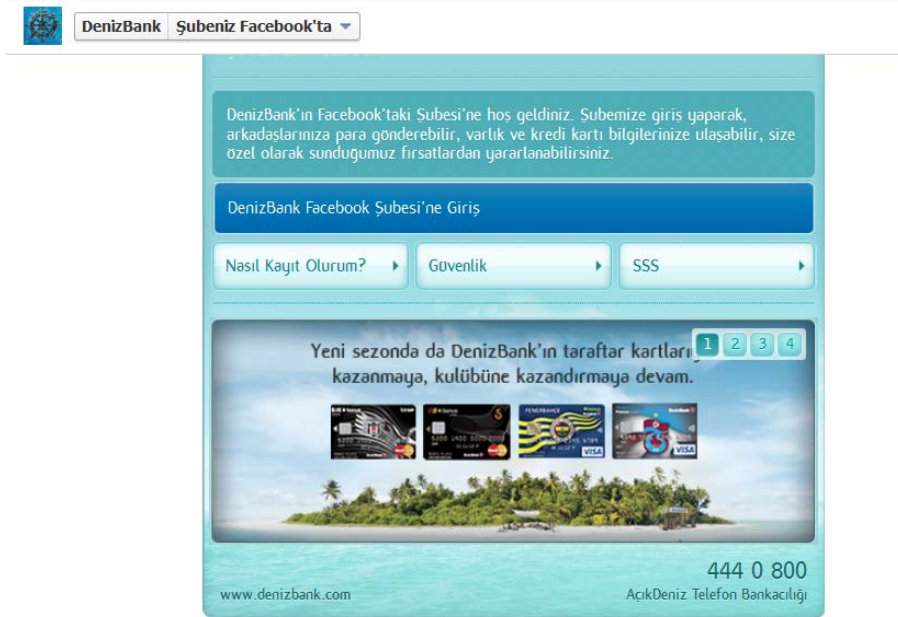 DenizBank Şubeniz Facebook'ta
DenizBank'ın Facebook'taki Şubesi'ne hoş geldiniz. Şubemize giriş yaparak,
arkadaşlarınıza para gönderebilir, varlık ve kredi kartı bilgilerinize ulaşabilir, size
özel olarak sunduğumuz fırsatlardan yararlanabilirsiniz.
DenizBank Facebook Şubesi'ne Giriş
Nasıl Kayıt Olurum? Güvenlik SSS
1 2 3 4
Yeni sezonda da DenizBank'ın taraftar
kazanmaya, kulübüne kazandırmaya devam.
FENERBAHÇE
VISA VISA
444 0 800
www.denizbank.com AçıkDeniz Telefon Bankacılığı